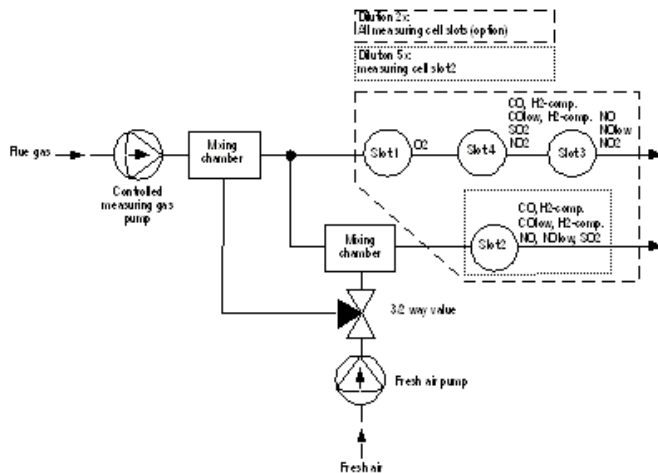 Dilution 2x:
All measuring cell slots (option)
Dilution 5x:
measuring cell slot2
Flue gas
Controlled
measuring gas
pump
Mixing
chamber
Slot1
O2
Slot4
CO, H2-comp.
COlow, H2-comp.
SO2
NO2
Slot3
NO
NOlow
NO2
Mixing
chamber
Slot2
CO, H2-comp.
COlow, H2-comp.
NO, NOlow, SO2
3/2 way value
Fresh air pump
Fresh air